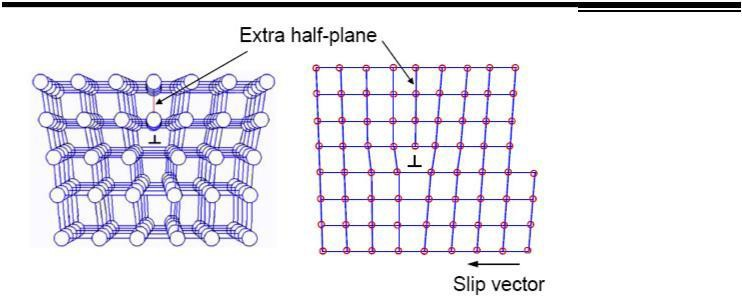 Extra half-plane
⊥
⊥
Slip vector